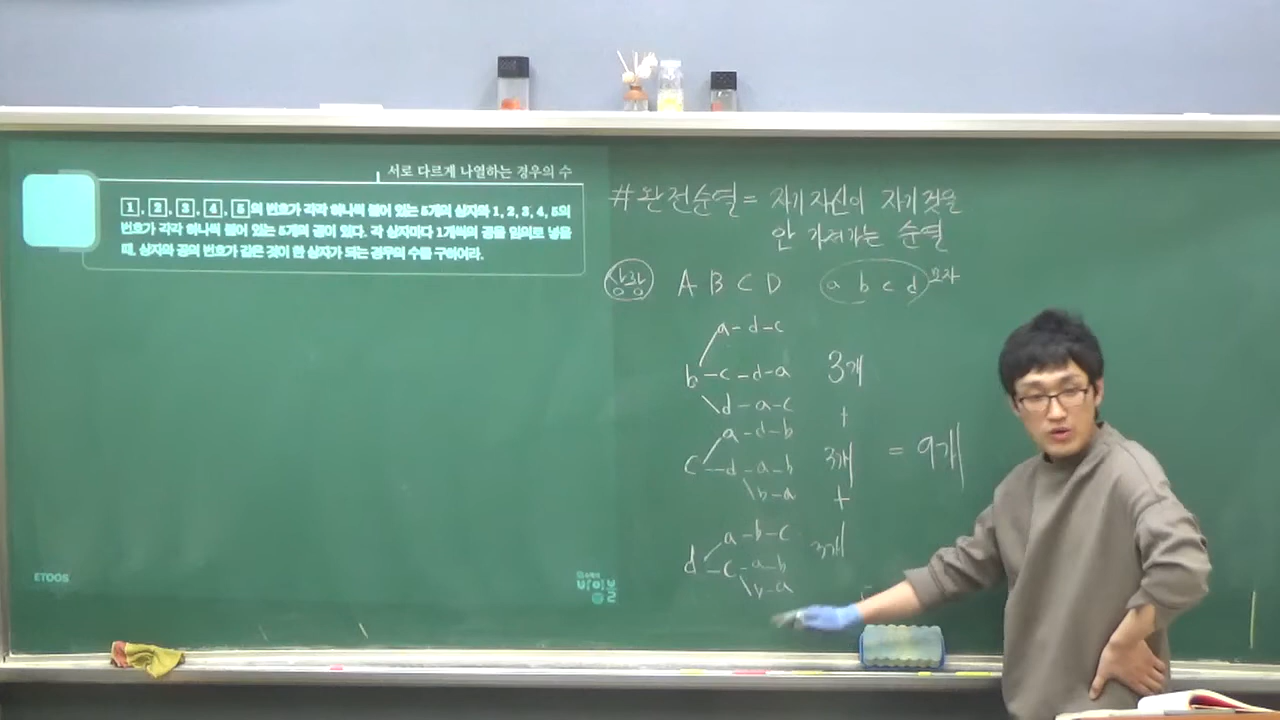 서로 다르게 나열하는 경우의 수
1, 2, 3, 4, 5의 번호가 각각 하나씩 붙어 있는 5개의 상자와 1, 2, 3, 4, 5의
번호가 각각 하나씩 붙어 있는 5개의 공이 있다. 각 상자마다 1개씩의 공을 임의로 넣을
때, 상자와 공의 번호가 같은 것이 한 상자가 되는 경우의 수를 구하여라.
ETOOS
# 완전순열 = 자기 자신이 자기 것을
안 가져가는 순열
상황 A B C D a b c d 모자
a-d-c
b-c-d-a 3개
d-a-c +
a-d-b
c-d-a-b 3개 = 9개
b-a +
a-b-c 3개
d-c-a-b
b-a